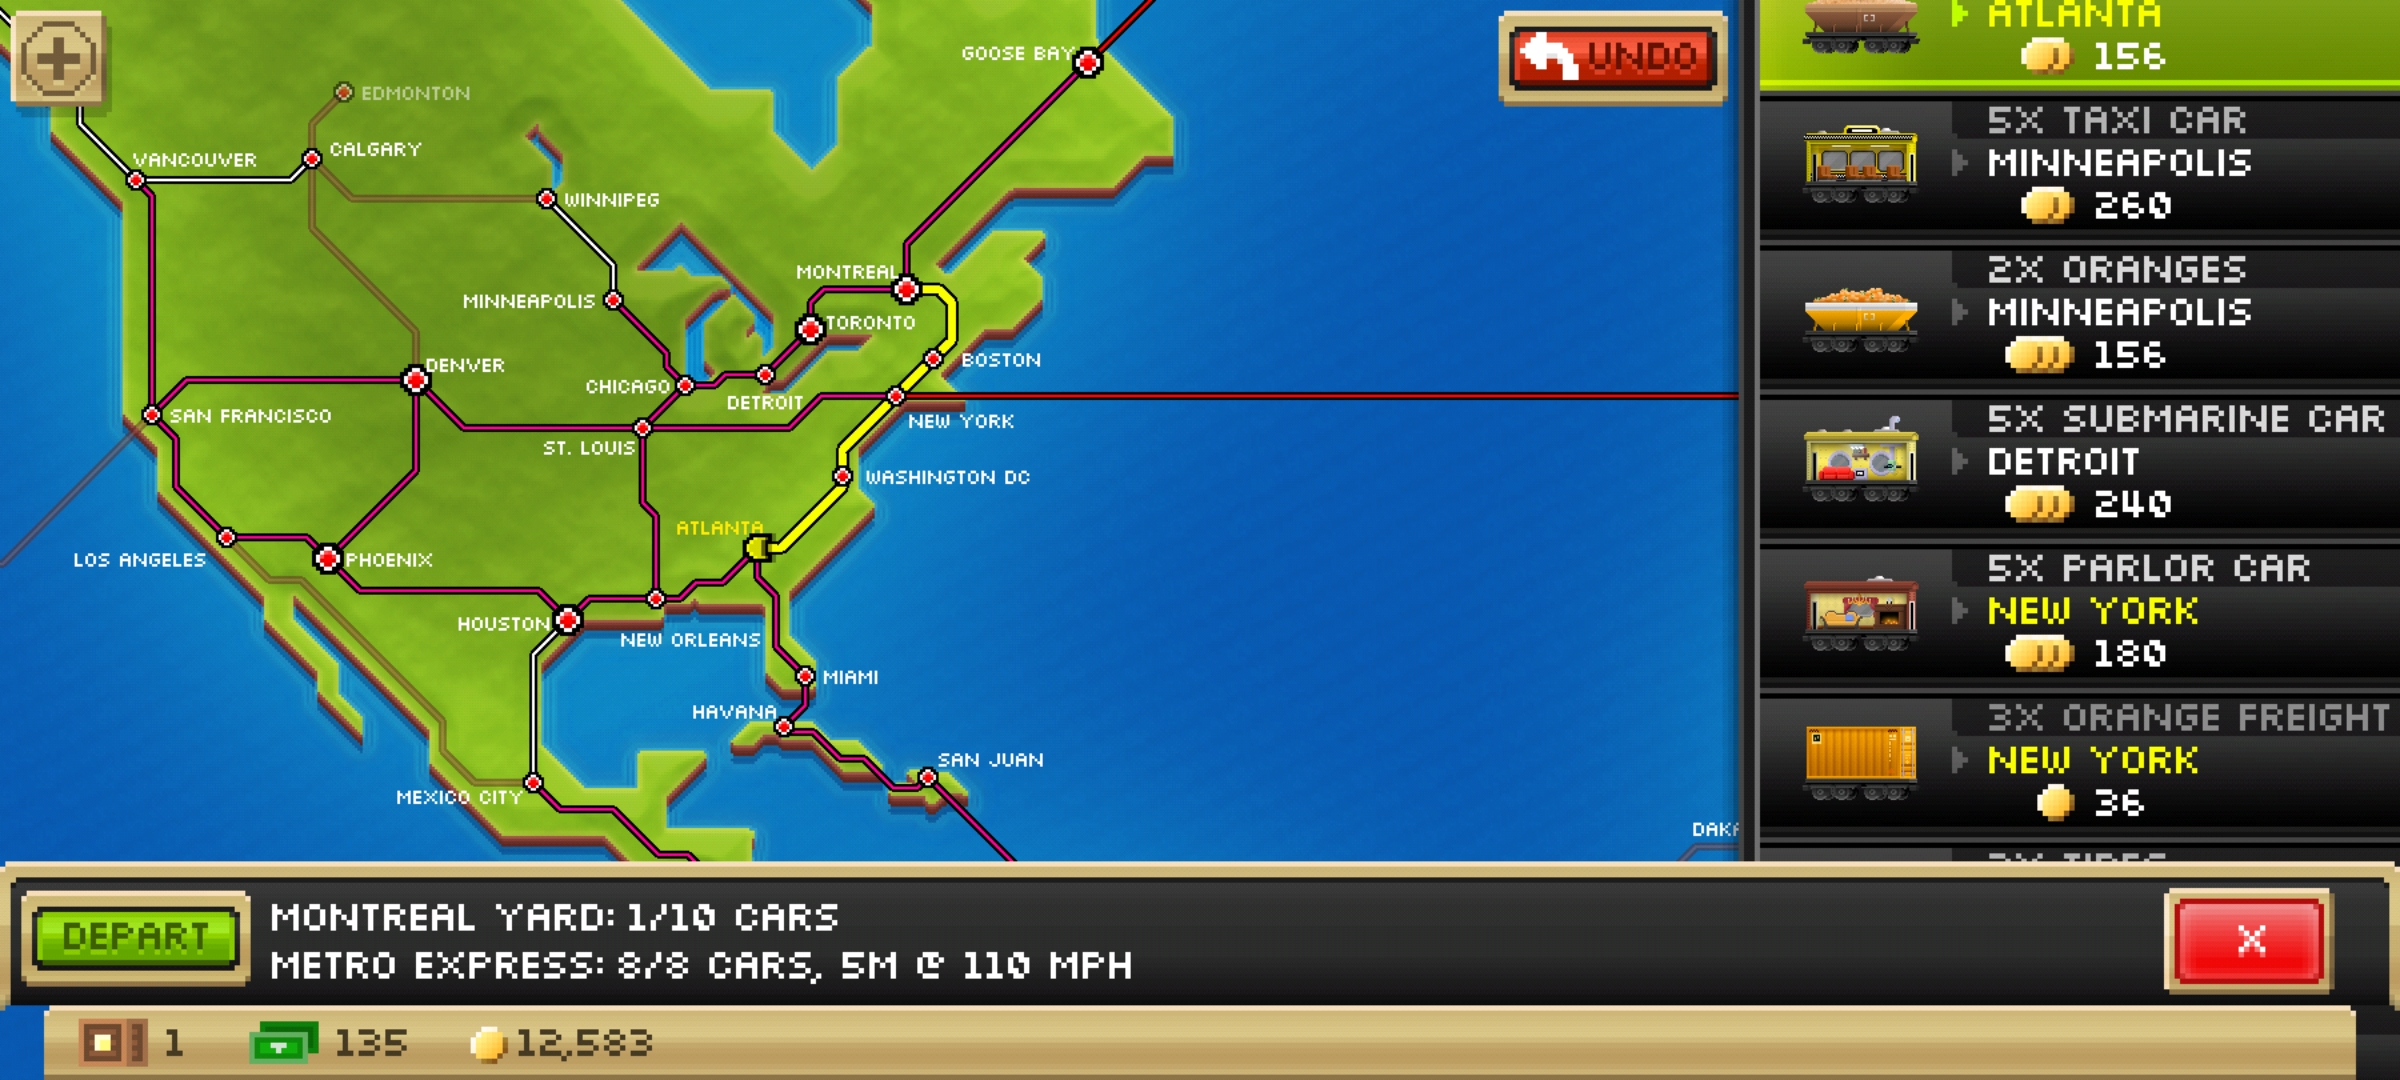 GOOSE BAY
EDMONTON
CALGARY
VANCOUVER
WINNIPEG
MONTREAL
MINNEAPOLIS
TORONTO
BOSTON
DENVER
CHICAGO
DETROIT
SAN FRANCISCO
NEW YORK
ST. LOUIS
WASHINGTON DC
ATLANTA
LOS ANGELES
PHOENIX
HOUSTON
NEW ORLEANS
MIAMI
HAVANA
SAN JUAN
MEXICO CITY
UNDO
ATLANTA
156
5X TAXI CAR
MINNEAPOLIS
260
2X ORANGES
MINNEAPOLIS
156
5X SUBMARINE CAR
DETROIT
240
5X PARLOR CAR
NEW YORK
180
3X ORANGE FREIGHT
NEW YORK
36
DEPART
MONTREAL YARD: 1/10 CARS
METRO EXPRESS: 8/8 CARS, 5M @ 110 MPH
X
1
135
12,583